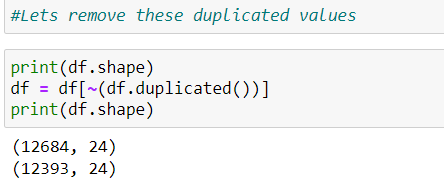 #Lets remove these duplicated values
print(df.shape)
df = df[~(df.duplicated())]
print(df.shape)
(12684, 24)
(12393, 24)